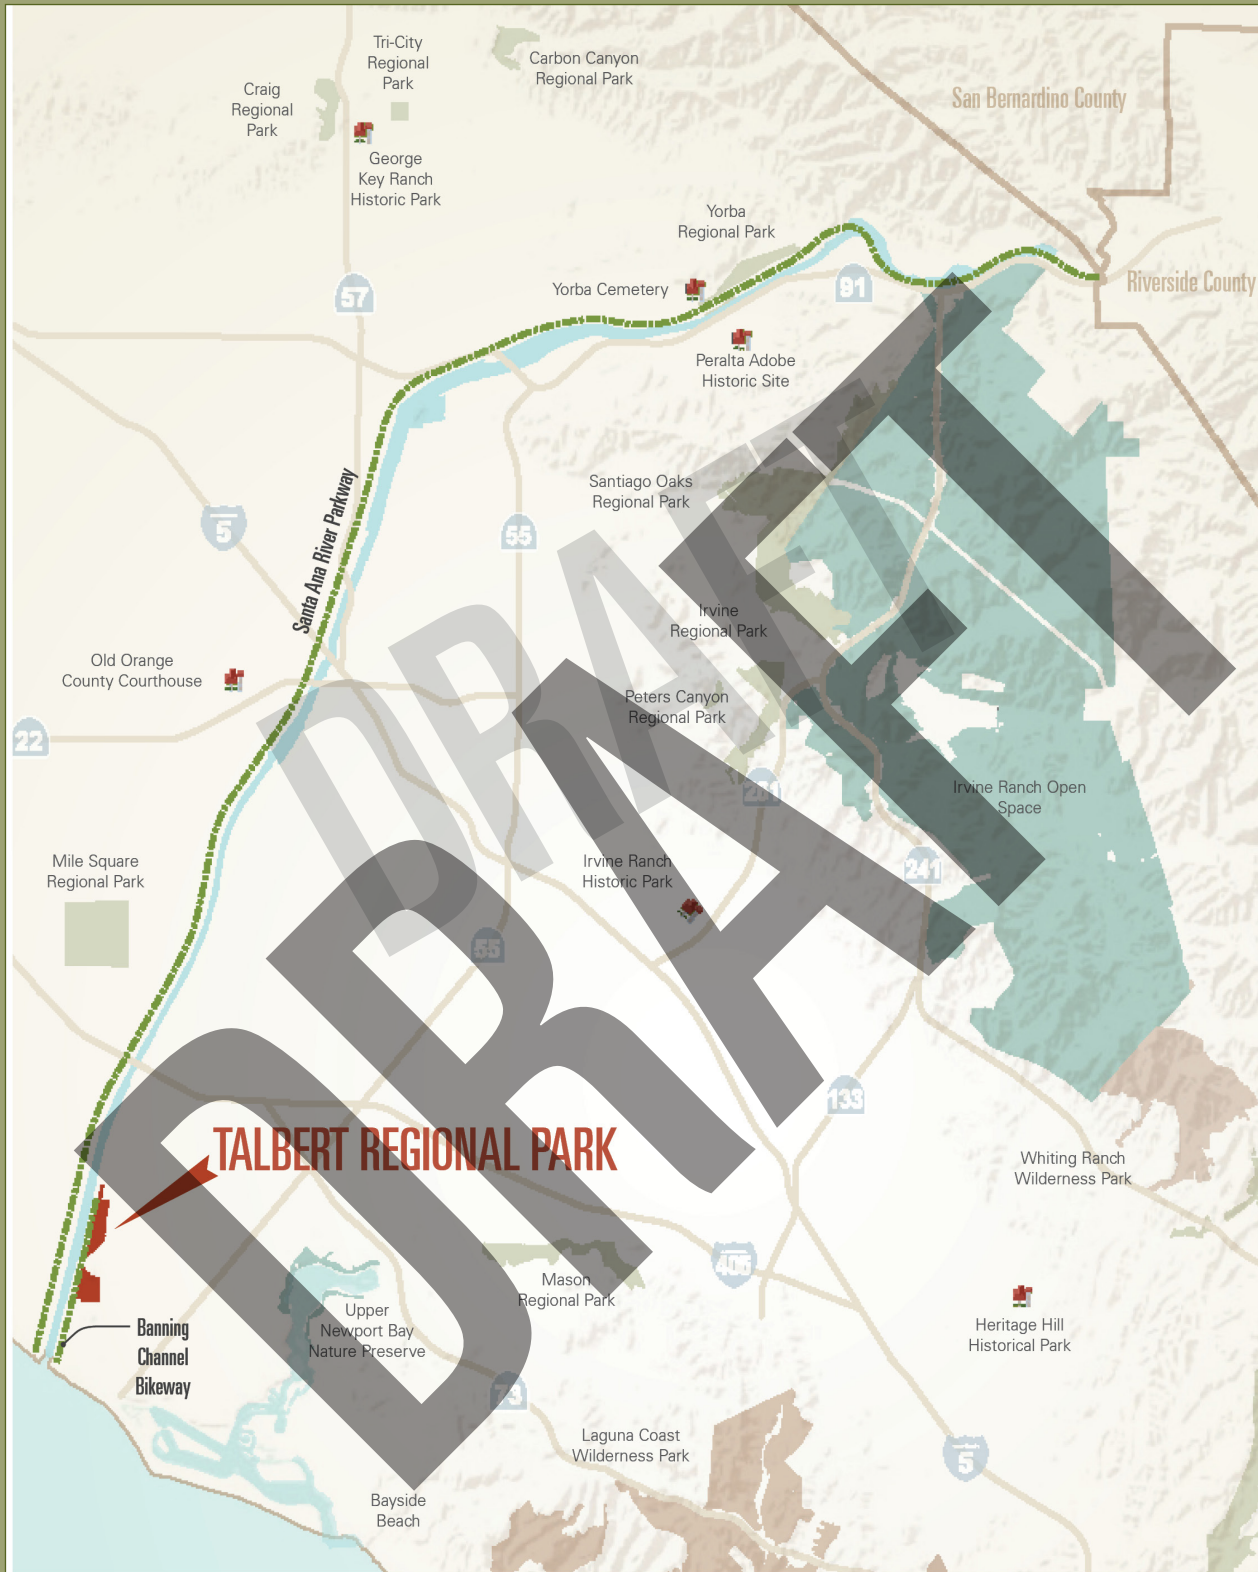 Tri-City
Regional
Park
Carbon Canyon
Regional Park
Craig
Regional
Park
San Bernardino County
George
Key Ranch
Historic Park
Yorba
Regional Park
Yorba Cemetery
57
91
Riverside County
Peralta Adobe
Historic Site
Santiago Oaks
Regional Park
Santa Ana River Parkway
5
55
Irvine
Regional Park
Old Orange
County Courthouse
Peters Canyon
Regional Park
22
261
Irvine Ranch Open
Space
Mile Square
Regional Park
Irvine Ranch
Historic Park
241
55
DRAFT
DRAFT
133
TALBERT REGIONAL PARK
Whiting Ranch
Wilderness Park
405
Mason
Regional Park
Upper
Newport Bay
Nature Preserve
Heritage Hill
Historical Park
Banning
Channel
Bikeway
73
Laguna Coast
Wilderness Park
5
Bayside
Beach